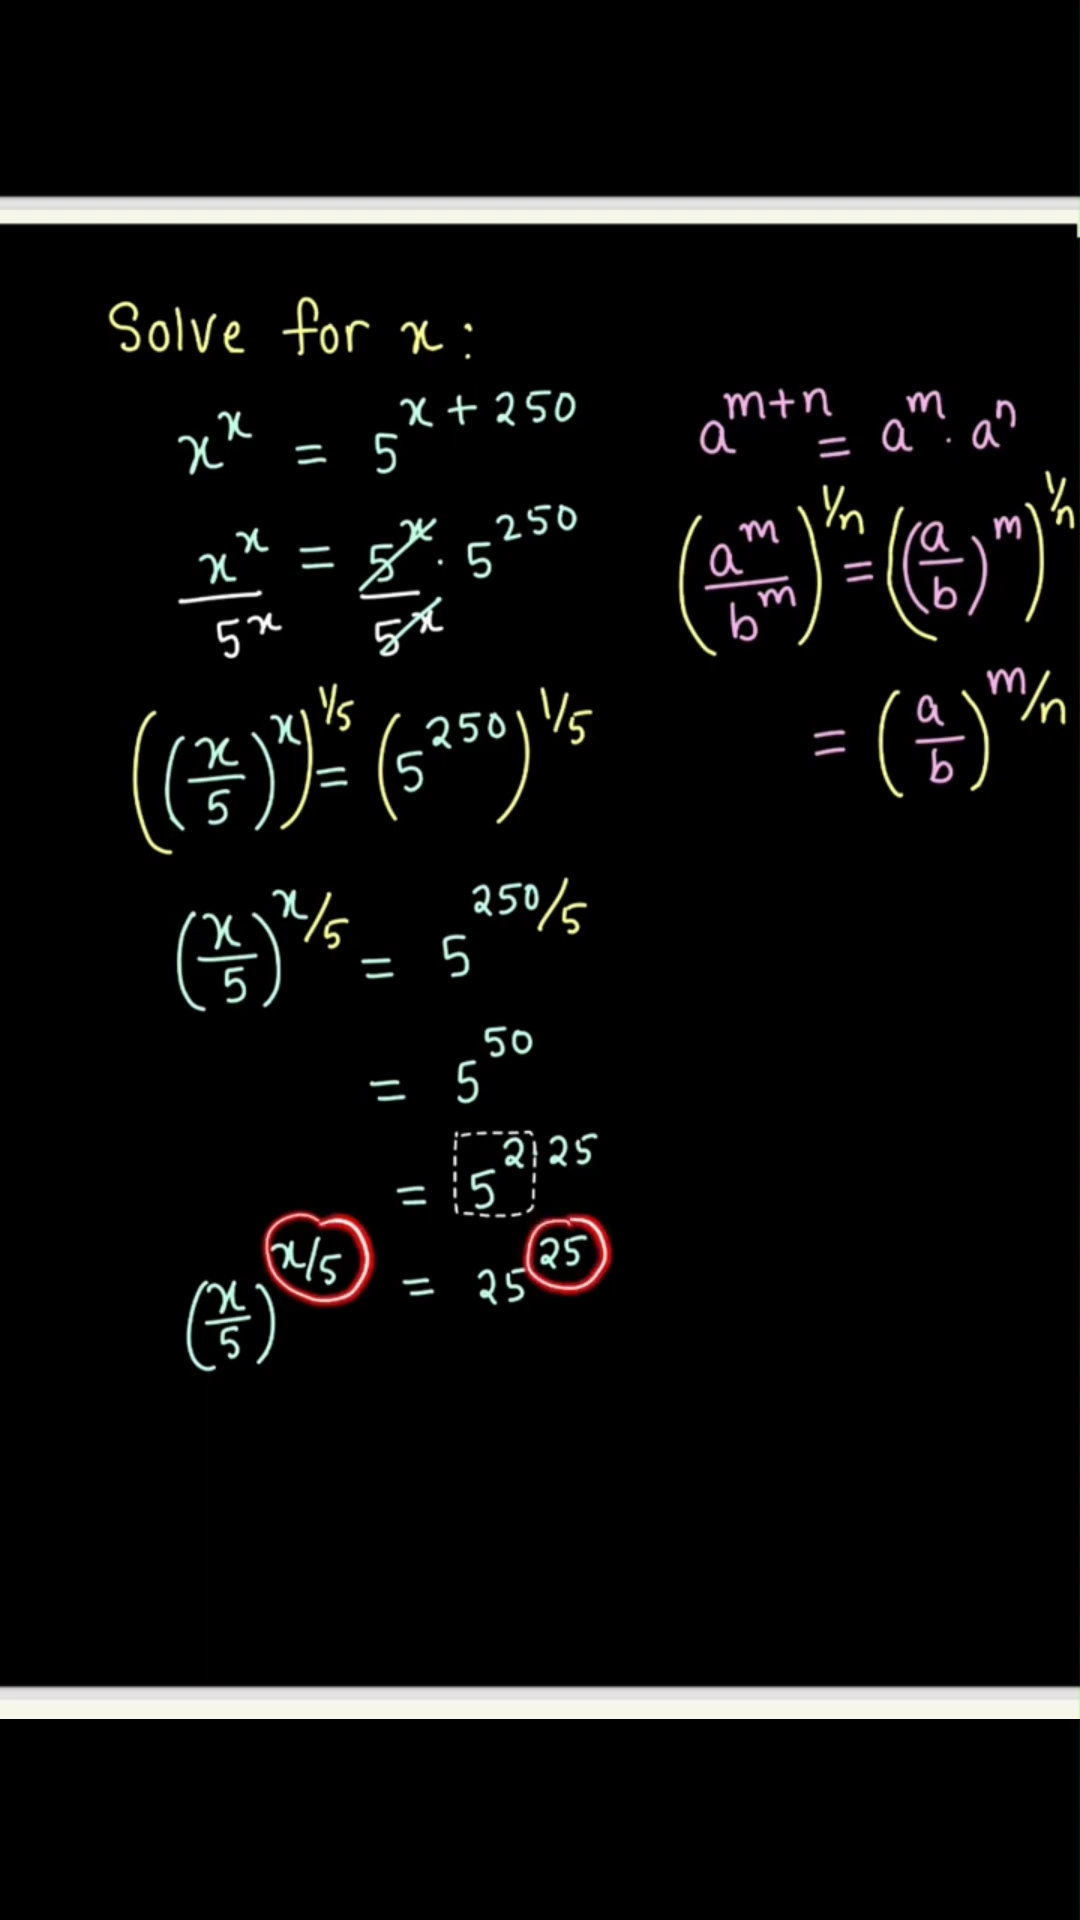 Solve for x:
x^x = 5^(x + 250)
x^x/5^x = 5^x/5^x · 5^250
((x/5)^x)^(1/5) = (5^250)^(1/5)
(x/5)^(x/5) = 5^(250/5)
= 5^50
= 5^2^25
(x/5)^(x/5) = 25^25
a^(m+n) = a^m · a^n
(a^m/b^m)^(1/n) = ((a/b)^m)^(1/n)
= (a/b)^(m/n)